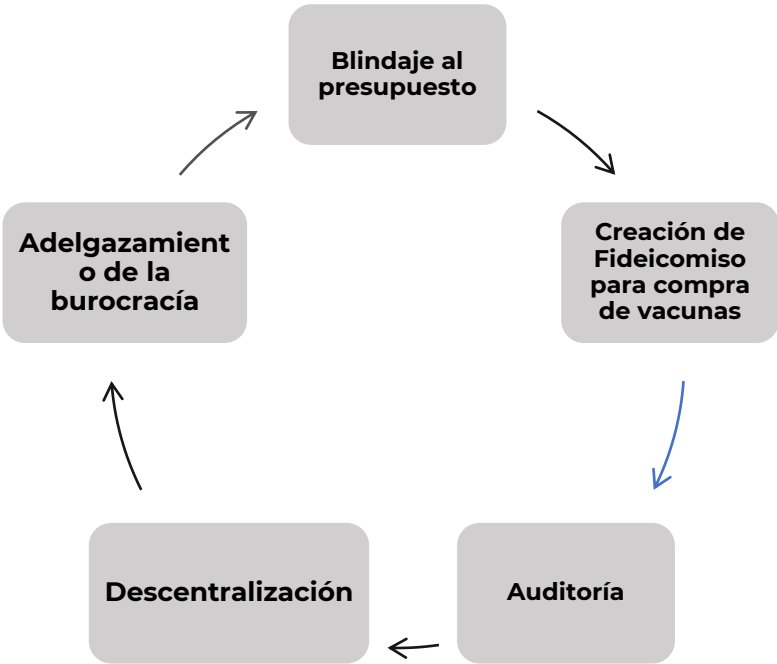 Blindaje al
presupuesto
Creación de
Fideicomiso
para compra
de vacunas
Auditoría
Descentralización
Adelgazamient
o de la
burocracía